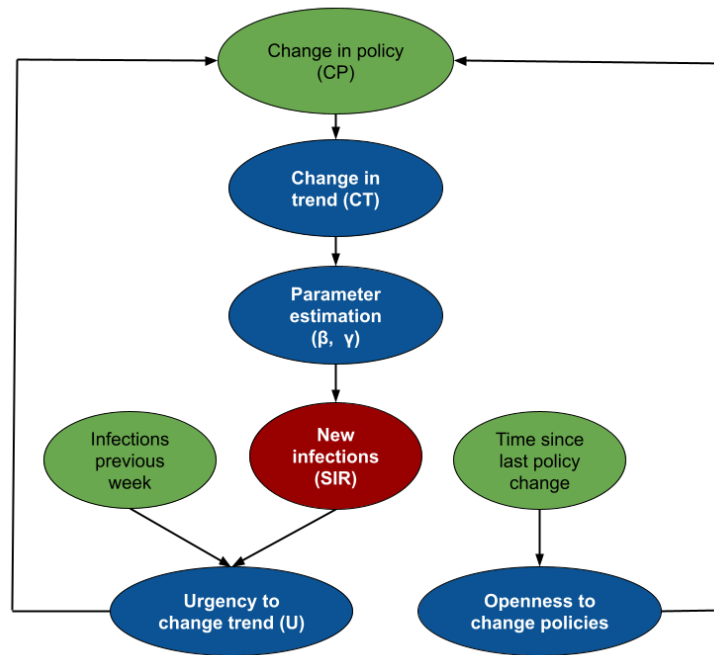 Change in policy
(CP)
Change in
trend (CT)
Parameter
estimation
(β, γ)
Infections
previous
week
New
infections
(SIR)
Time since
last policy
change
Urgency to
change trend (U)
Openness to
change policies